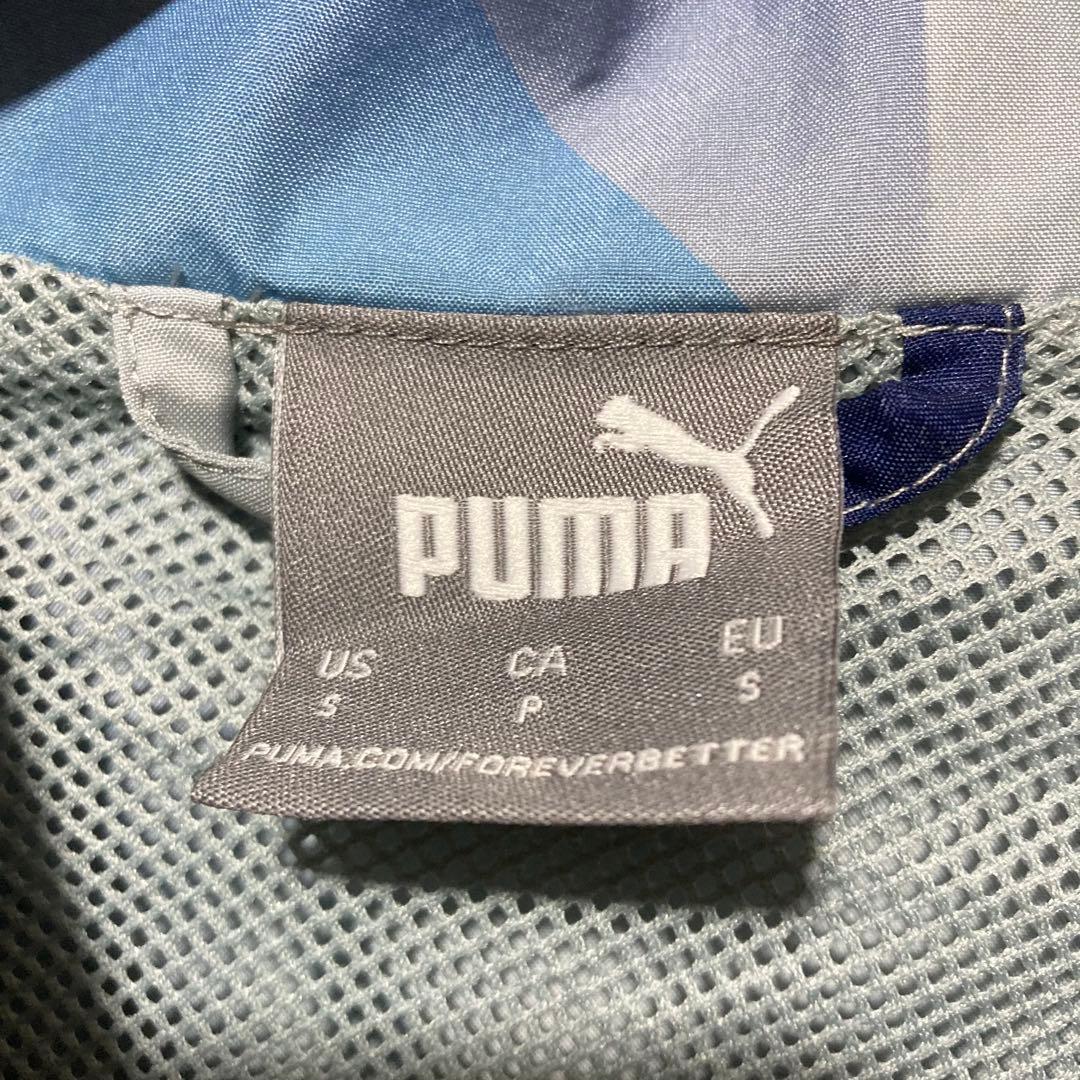 PUMA
US CA EU
S P S
PUMA.COM/FOREVERBETTER